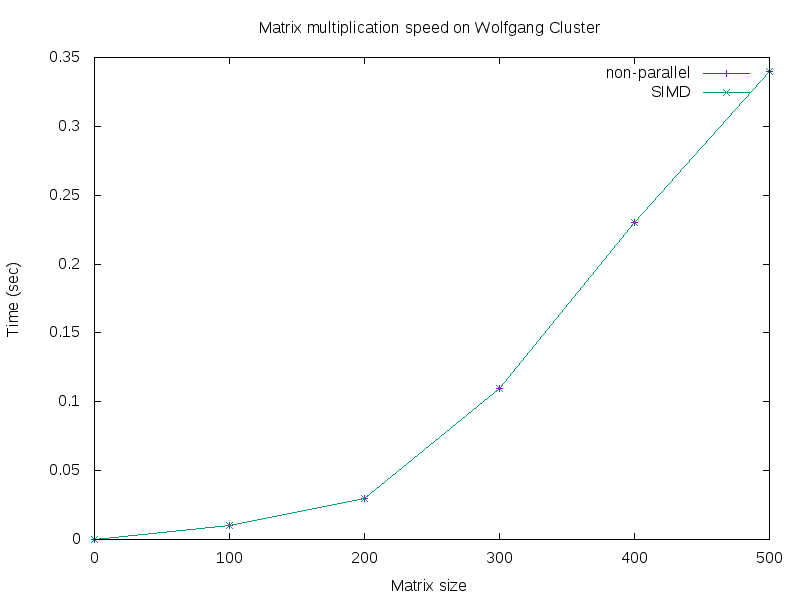 Matrix multiplication speed on Wolfgang Cluster
0.35
non-parallel
SIMD
0.3
0.25
0.2
0.15
0.1
0.05
0
Time (sec)
0 100 200 300 400 500
Matrix size